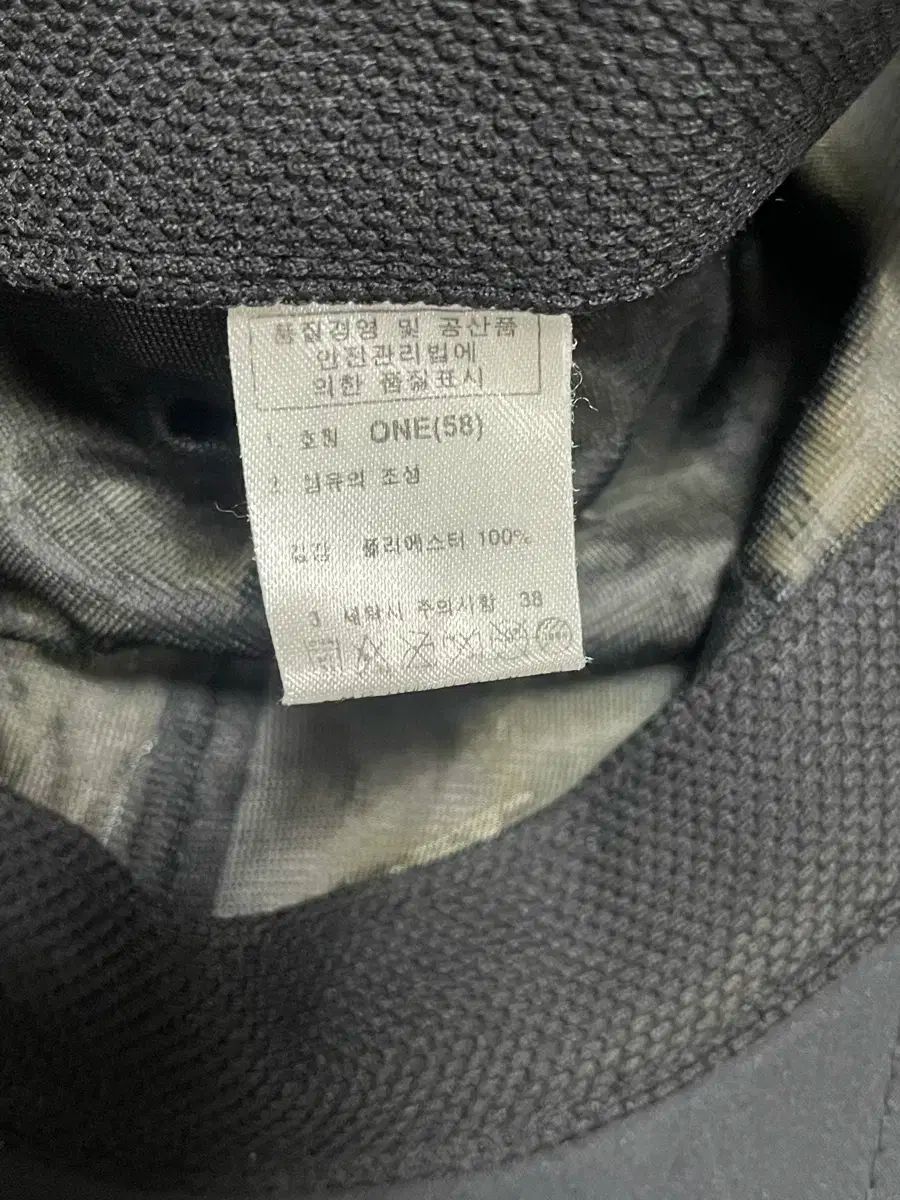 품질경영 및 공산품
안전관리법에
의한 품질표시
1. 호칭 ONE(58)
2. 섬유의 조성
겉감 폴리에스터 100%
3 세탁시 주의사항 38